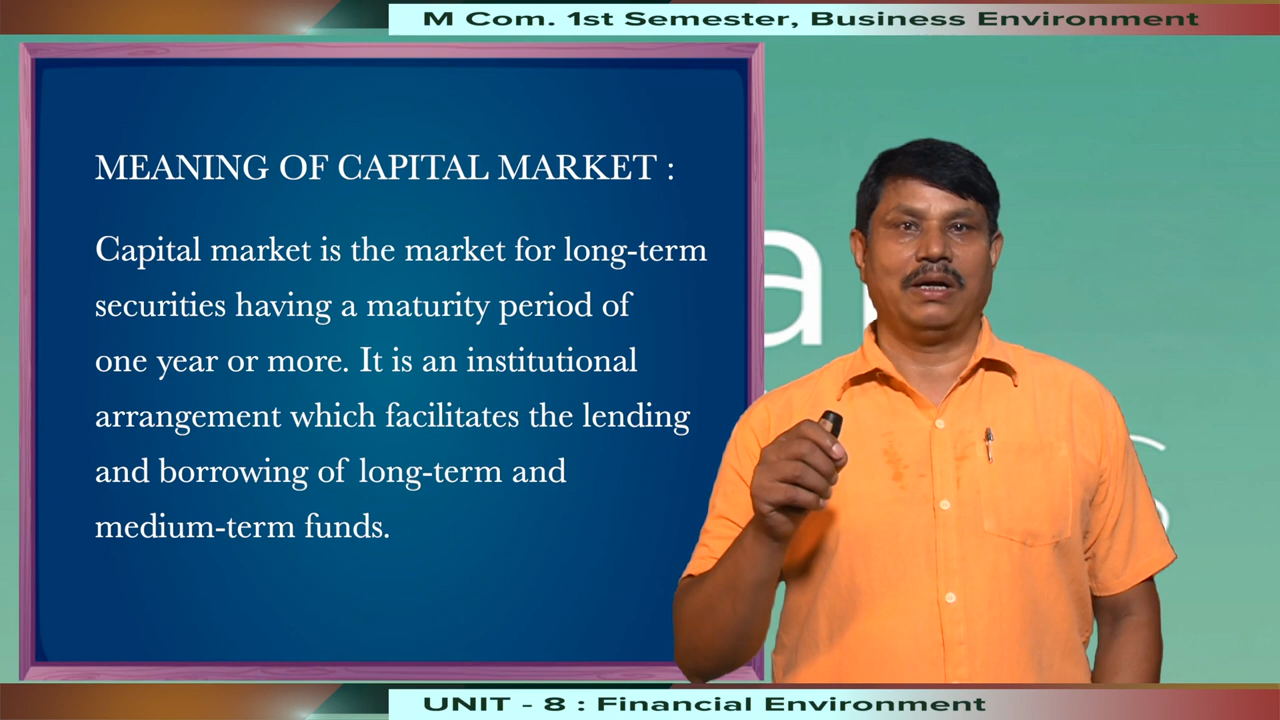 M Com. 1st Semester, Business Environment
MEANING OF CAPITAL MARKET :
Capital market is the market for long-term
securities having a maturity period of
one year or more. It is an institutional
arrangement which facilitates the lending
and borrowing of long-term and
medium-term funds.
UNIT - 8 : Financial Environment